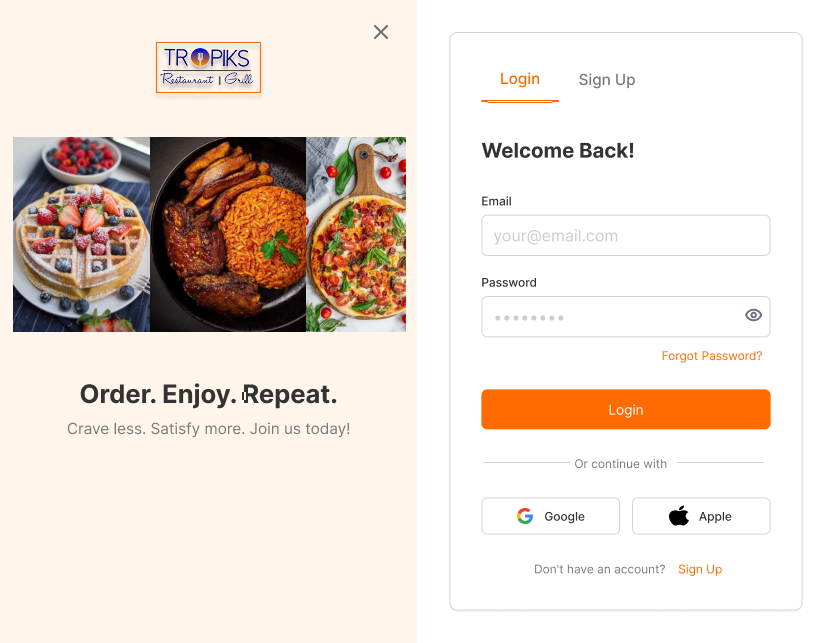 TROPIKS
Restaurant | Grill
Order. Enjoy. Repeat.
Crave less. Satisfy more. Join us today!
Login
Sign Up
Welcome Back!
Email
your@email.com
Password
Forgot Password?
Login
Or continue with
Google
Apple
Don't have an account? Sign Up